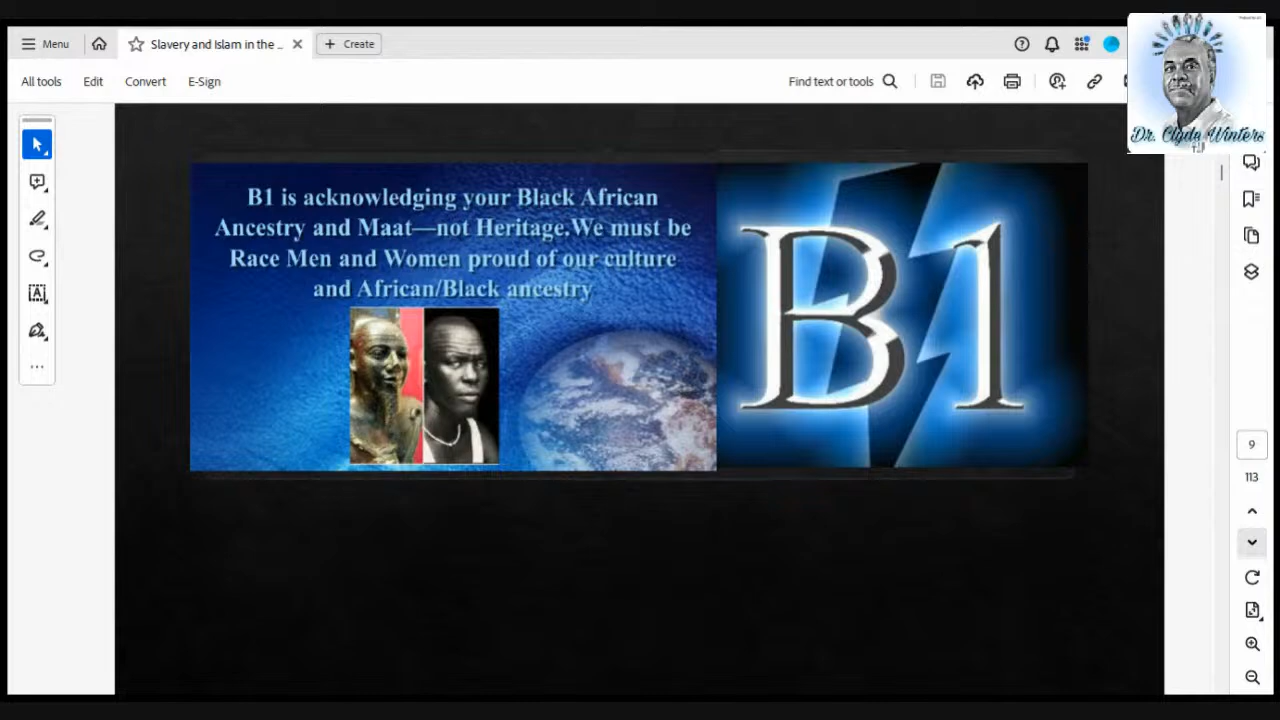 Menu
Slavery and Islam in the ...
Create
All tools
Edit
Convert
E-Sign
Find text or tools
Dr. Clyde Winters
B1 is acknowledging your Black African
Ancestry and Maat—not Heritage.We must be
Race Men and Women proud of our culture
and African/Black ancestry
B1
9
113